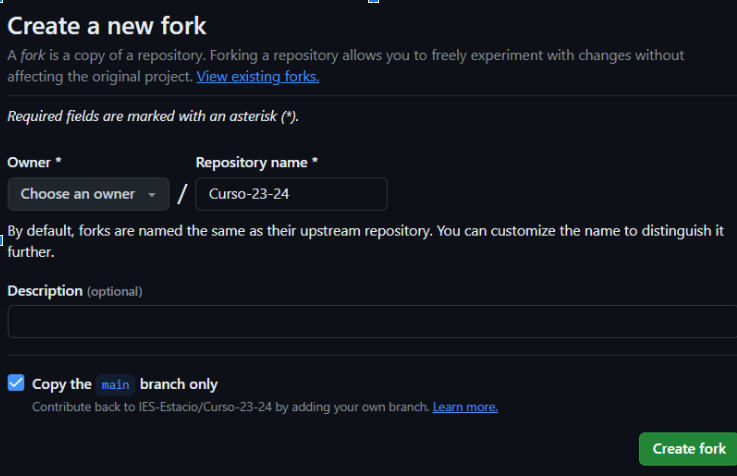 Create a new fork
A fork is a copy of a repository. Forking a repository allows you to freely experiment with changes without
affecting the original project. View existing forks.
Required fields are marked with an asterisk (*).
Owner * Repository name *
Choose an owner / Curso-23-24
By default, forks are named the same as their upstream repository. You can customize the name to distinguish it
further.
Description (optional)
Copy the main branch only
Contribute back to IES-Estacio/Curso-23-24 by adding your own branch. Learn more.
Create fork